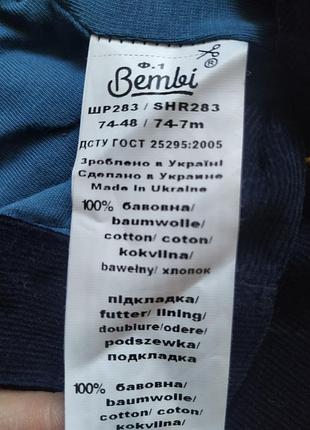 Ф.1
Bembi ®
ШР283 / SHR283
74-48 / 74-7m
ДСТУ ГОСТ 25295:2005
Зроблено в Україні
Сделано в Украине
Made in Ukraine
100% бавовна/
baumwolle/
cotton/ coton/
kokvilna/
bawełny/ хлопок
підкладка/
futter/ lining/
doublure/odere/
podszewka/
подкладка
100% бавовна/
baumwolle/
cotton/ coton/
kokvilna/